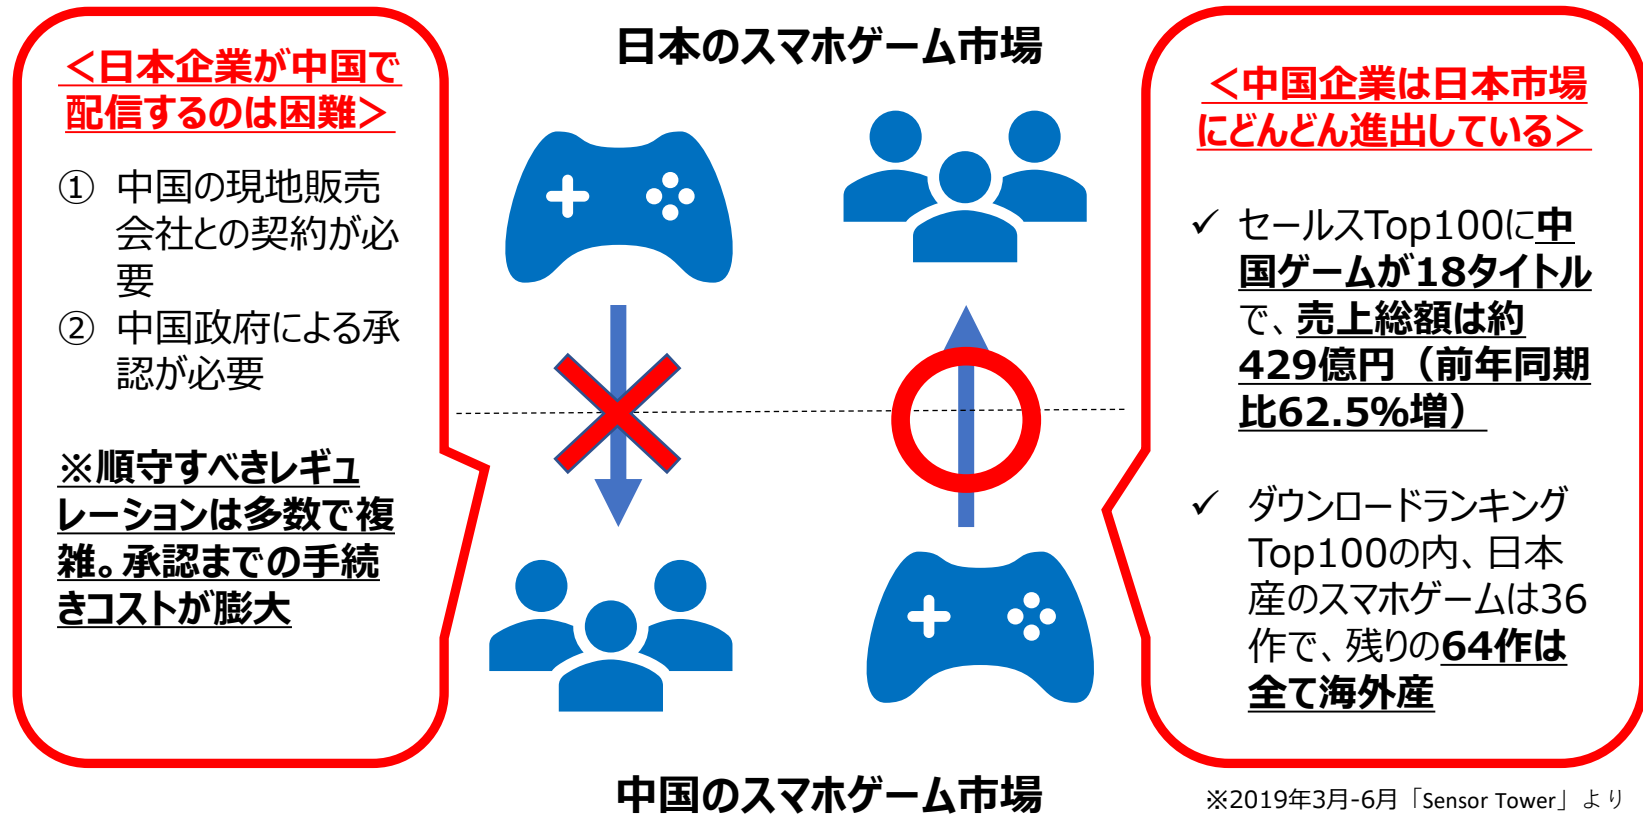 日本のスマホゲーム市場
＜日本企業が中国で
配信するのは困難＞
① 中国の現地販売
会社との契約が必
要
② 中国政府による承
認が必要
※順守すべきレギュ
レーションは多数で複
雑。承認までの手続
きコストが膨大
＜中国企業は日本市場
にどんどん進出している＞
✓ セールスTop100に中
国ゲームが18タイトル
で、売上総額は約
429億円（前年同期
比62.5%増）
✓ ダウンロードランキング
Top100の内、日本
産のスマホゲームは36
作で、残りの64作は
全て海外産
中国のスマホゲーム市場
※2019年3月-6月「Sensor Tower」より